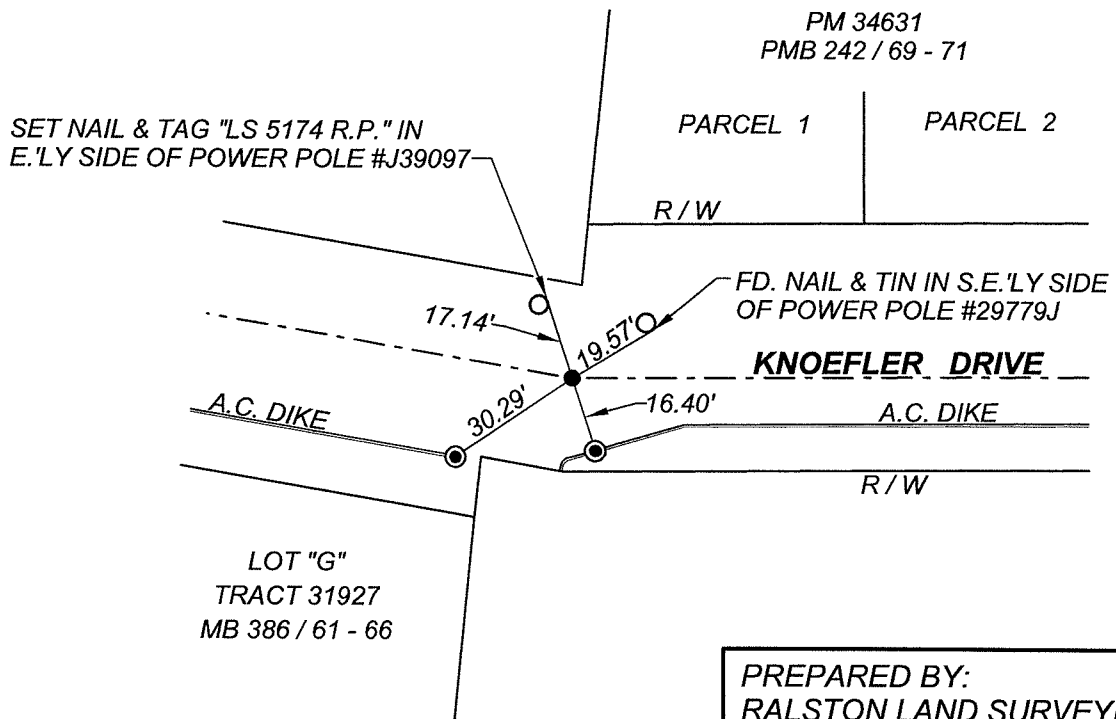 PM 34631
PMB 242 / 69 - 71
SET NAIL & TAG "LS 5174 R.P." IN
E.'LY SIDE OF POWER POLE #J39097
PARCEL 1
PARCEL 2
R / W
FD. NAIL & TIN IN S.E.'LY SIDE
OF POWER POLE #29779J
17.14'
19.57'
KNOEFLER DRIVE
A.C. DIKE
30.29'
16.40'
A.C. DIKE
R / W
LOT "G"
TRACT 31927
MB 386 / 61 - 66
PREPARED BY:
RALSTON LAND